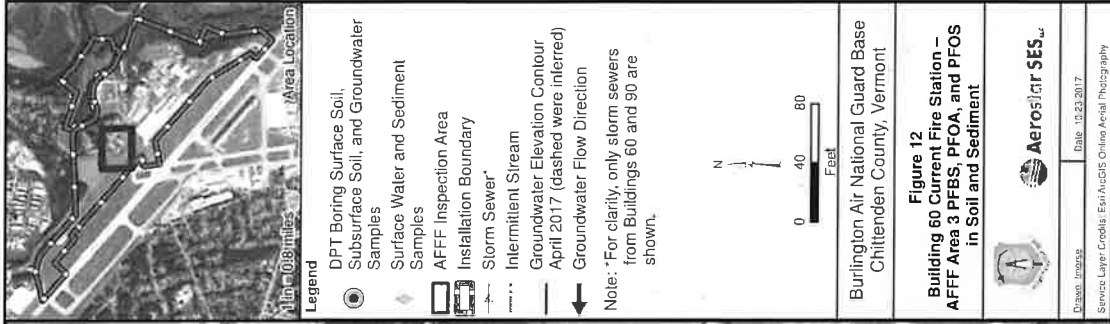 1 in = 0.8 miles
Area Location
Legend
DPT Boring Surface Soil,
Subsurface Soil, and Groundwater
Samples
Surface Water and Sediment
Samples
AFFF Inspection Area
Installation Boundary
Storm Sewer*
Intermittent Stream
Groundwater Elevation Contour
April 2017 (dashed were inferred)
Groundwater Flow Direction
Note: *For clarity, only storm sewers
from Buildings 60 and 90 are
shown.
N
0 40 80
Feet
Burlington Air National Guard Base
Chittenden County, Vermont
Figure 12
Building 60 Current Fire Station –
AFFF Area 3 PFBS, PFOA, and PFOS
in Soil and Sediment
Aerostar SES LLC
Drawn: lmorse
Date: 10-23-2017
Service Layer Credits: Esri ArcGIS Online Aerial Photography